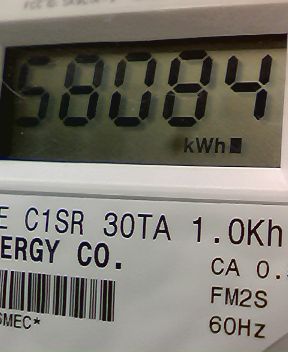 58084
kWh
E C1SR 30TA 1.0Kh
ERGY CO.
CA 0.
FM2S
60Hz
SMEC*